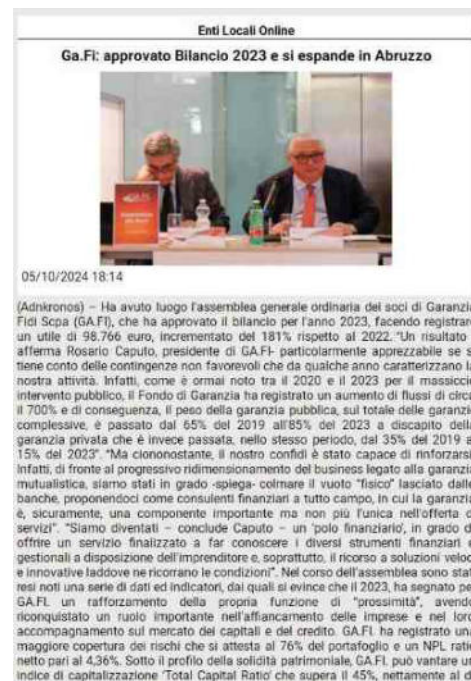 Enti Locali Online
Ga.Fi: approvato Bilancio 2023 e si espande in Abruzzo
GA.FI.
05/10/2024 18:14
(Adnkronos) – Ha avuto luogo l'assemblea generale ordinaria dei soci di Garanzia
Fidi Scpa (GA.FI), che ha approvato il bilancio per l'anno 2023, facendo registrare
un utile di 98.766 euro, incrementato del 181% rispetto al 2022. "Un risultato -
afferma Rosario Caputo, presidente di GA.FI- particolarmente apprezzabile se si
tiene conto delle contingenze non favorevoli che da qualche anno caratterizzano la
nostra attività. Infatti, come è ormai noto tra il 2020 e il 2023 per il massiccio
intervento pubblico, il Fondo di Garanzia ha registrato un aumento di flussi di circa
il 700% e di conseguenza, il peso della garanzia pubblica, sul totale delle garanzie
complessive, è passato dal 65% del 2019 all'85% del 2023 a discapito della
garanzia privata che è invece passata, nello stesso periodo, dal 35% del 2019 al
15% del 2023". "Ma ciononostante, il nostro confidi è stato capace di rinforzarsi.
Infatti, di fronte al progressivo ridimensionamento del business legato alla garanzia
mutualistica, siamo stati in grado -spiega- colmare il vuoto "fisico" lasciato dalle
banche, proponendoci come consulenti finanziari a tutto campo, in cui la garanzia
è, sicuramente, una componente importante ma non più l'unica nell'offerta di
servizi". "Siamo diventati – conclude Caputo – un 'polo finanziario', in grado di
offrire un servizio finalizzato a far conoscere i diversi strumenti finanziari e
gestionali a disposizione dell'imprenditore e, soprattutto, il ricorso a soluzioni veloci
e innovative laddove ne ricorrano le condizioni". Nel corso dell'assemblea sono stati
resi noti una serie di dati ed indicatori, dai quali si evince che il 2023, ha segnato per
GA.FI. un rafforzamento della propria funzione di "prossimità", avendo
riconquistato un ruolo importante nell'affiancamento delle imprese e nel loro
accompagnamento sul mercato dei capitali e del credito. GA.FI. ha registrato una
maggiore copertura dei rischi che si attesta al 76% del portafoglio e un NPL ratio
netto pari al 4,36%. Sotto il profilo della solidità patrimoniale, GA.FI. può vantare un
indice di capitalizzazione 'Total Capital Ratio' che supera il 45%, nettamente al di